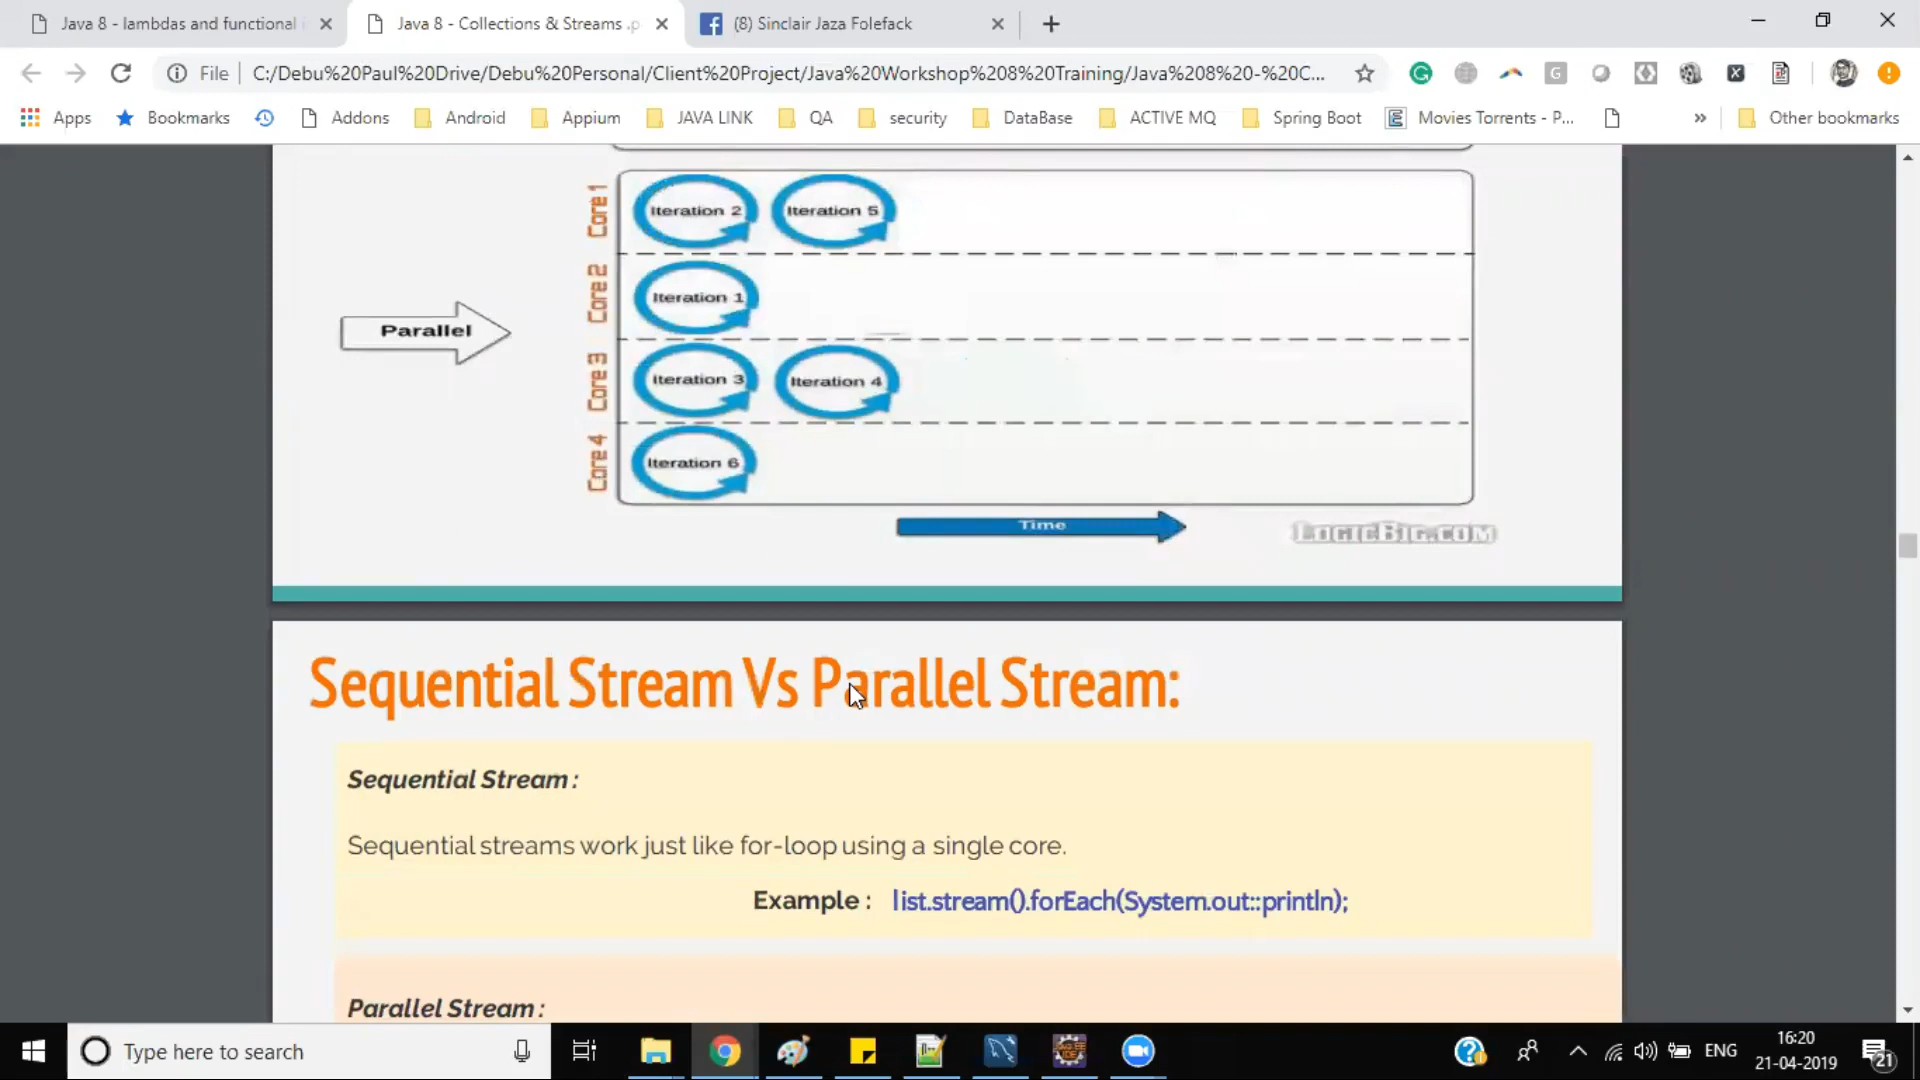 Java 8 - lambdas and functional i
Java 8 - Collections & Streams .p
(8) Sinclair Jaza Folefack
File
C:/Debu%20Paul%20Drive/Debu%20Personal/Client%20Project/Java%20Workshop%208%20Training/Java%208%20-%20C...
Apps
Bookmarks
Addons
Android
Appium
JAVA LINK
QA
security
DataBase
ACTIVE MQ
Spring Boot
Movies Torrents - P...
»
Other bookmarks
Core 1
Iteration 2
Iteration 5
Core 2
Iteration 1
Parallel
Core 3
Iteration 3
Iteration 4
Core 4
Iteration 6
Time
LogicBig.com
Sequential Stream Vs Parallel Stream:
Sequential Stream :
Sequential streams work just like for-loop using a single core.
Example : list.stream().forEach(System.out::println);
Parallel Stream :
Type here to search
ENG
16:20
21-04-2019
21